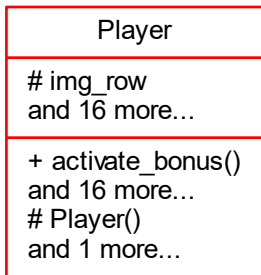 Player
# img_row
and 16 more...
+ activate_bonus()
and 16 more...
# Player()
and 1 more...